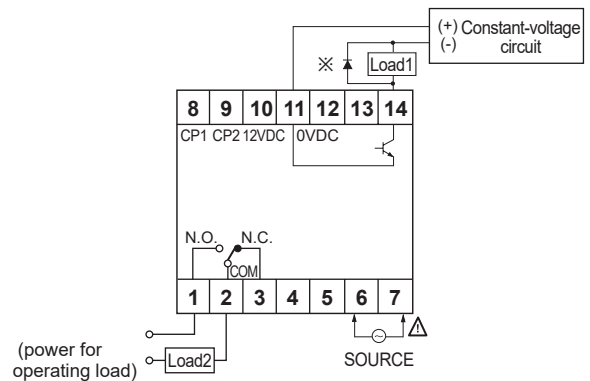 (+) Constant-voltage
(-) circuit
※ Load1
8 9 10 11 12 13 14
CP1 CP2 12VDC 0VDC
N.O. N.C.
COM
1 2 3 4 5 6 7
(power for
operating load)
Load2
SOURCE